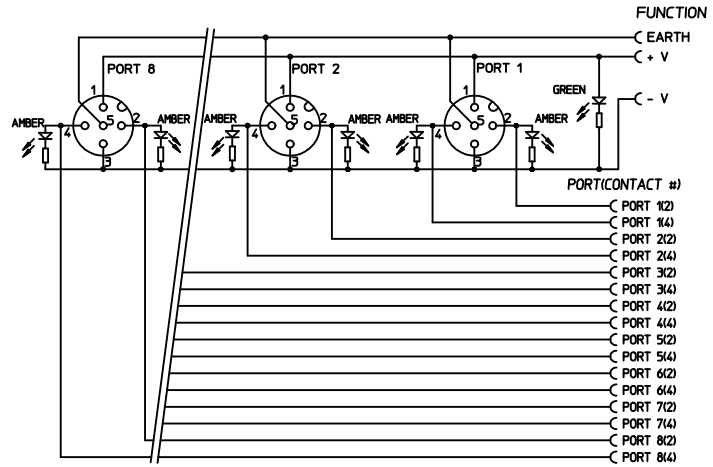 FUNCTION
EARTH
+ V
PORT 8
PORT 2
PORT 1
1
1
1
GREEN
- V
AMBER
4
5
2
AMBER
AMBER
4
5
2
AMBER
AMBER
4
5
2
AMBER
3
3
3
PORT(CONTACT #)
PORT 1(2)
PORT 1(4)
PORT 2(2)
PORT 2(4)
PORT 3(2)
PORT 3(4)
PORT 4(2)
PORT 4(4)
PORT 5(2)
PORT 5(4)
PORT 6(2)
PORT 6(4)
PORT 7(2)
PORT 7(4)
PORT 8(2)
PORT 8(4)